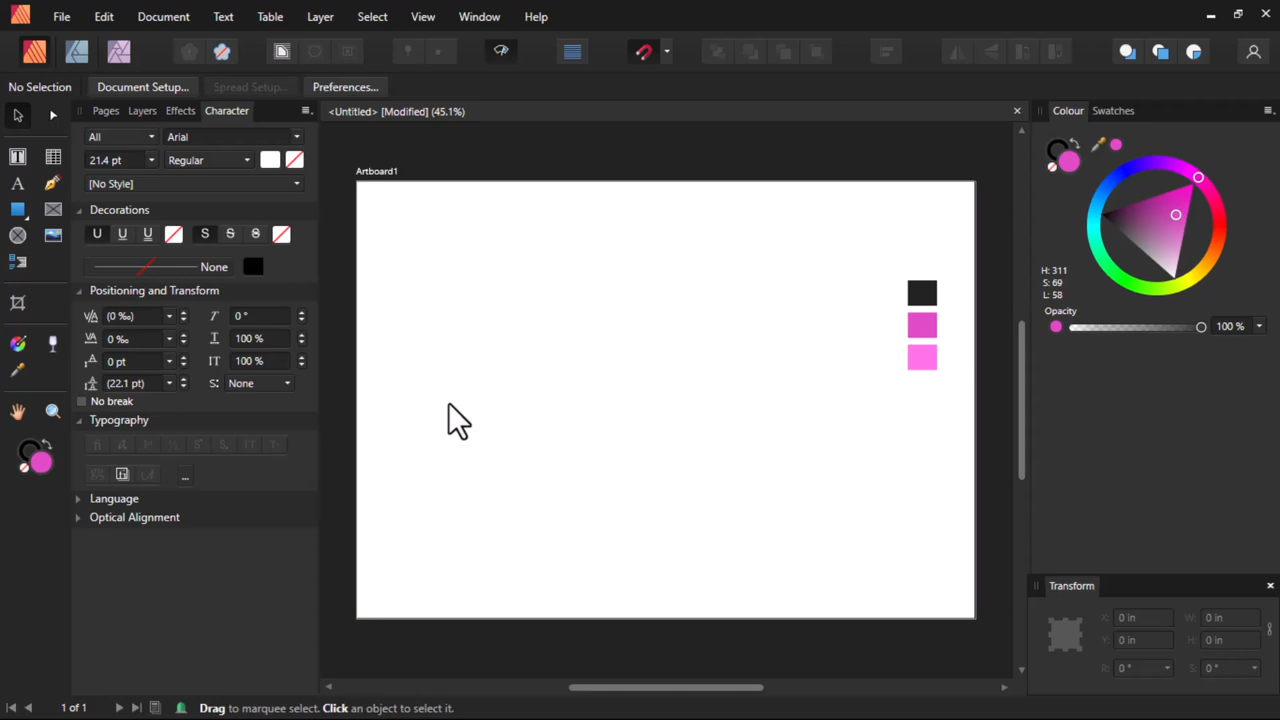 File Edit Document Text Table Layer Select View Window Help
No Selection Document Setup... Spread Setup... Preferences...
Pages Layers Effects Character
<Untitled> [Modified] (45.1%)
Colour Swatches
All Arial
21.4 pt Regular
[No Style]
Decorations
U U U S S S
None
Positioning and Transform
(0 ‰) 0 °
0 ‰ 100 %
0 pt 100 %
(22.1 pt) None
No break
Typography
...
Language
Optical Alignment
Artboard1
H: 311
S: 69
L: 58
Opacity
100 %
Transform
X: 0 in W: 0 in
Y: 0 in H: 0 in
R: 0 ° S: 0 °
1 of 1 Drag to marquee select. Click an object to select it.